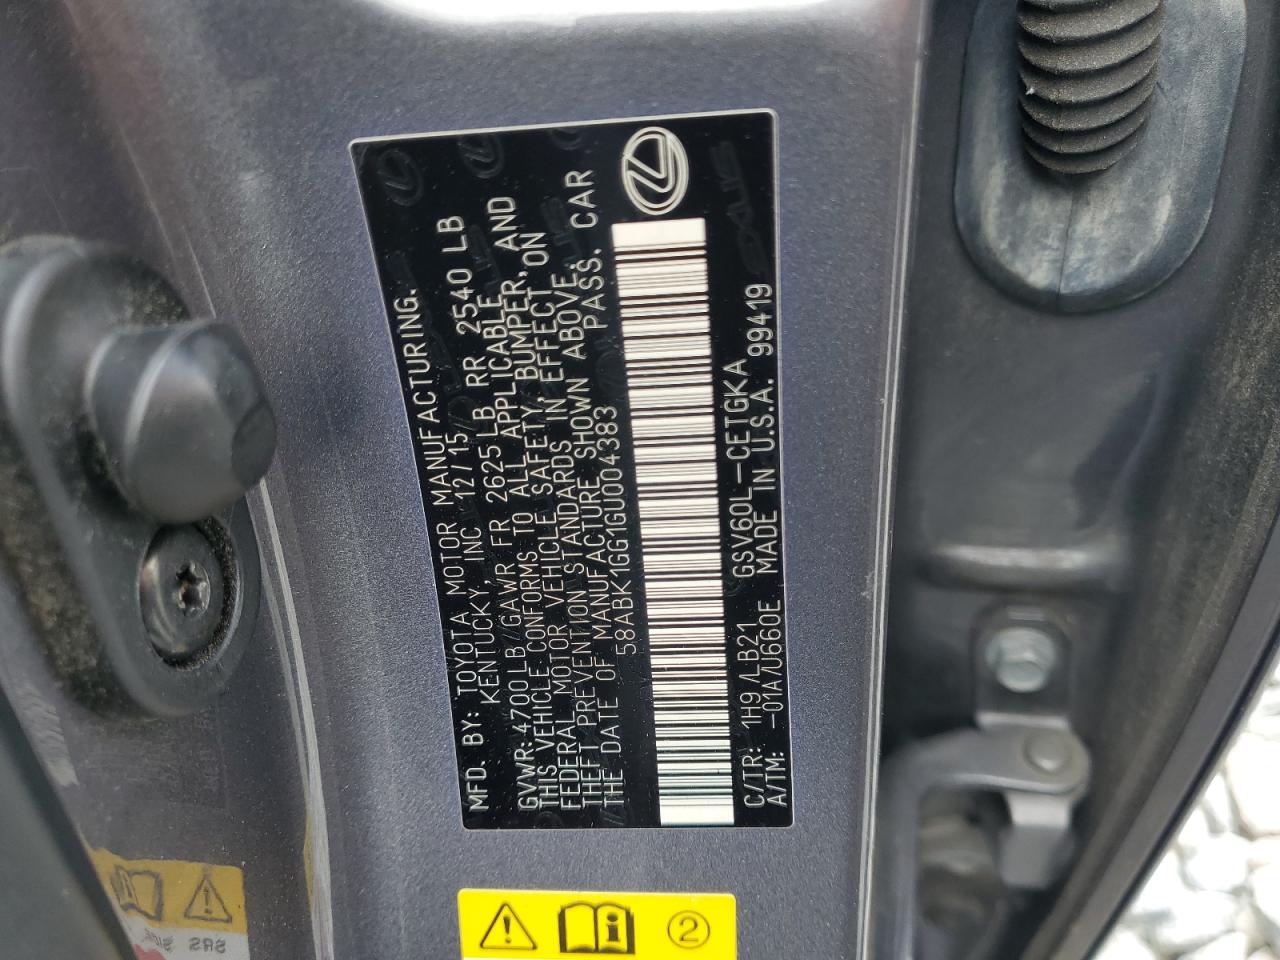 MFD. BY: TOYOTA MOTOR MANUFACTURING.
KENTUCKY, INC 12/15
GVWR: 4700 LB/GAWR FR 2625 LB RR 2540 LB
THIS VEHICLE CONFORMS TO ALL APPLICABLE
FEDERAL MOTOR VEHICLE SAFETY, BUMPER, AND
THEFT PREVENTION STANDARDS IN EFFECT ON
THE DATE OF MANUFACTURE SHOWN ABOVE.
58ABK1GG1GU004383 PASS. CAR
C/TR: 1H9/LB21 GSV60L-CETGKA
A/TM: -01A/U660E MADE IN U.S.A. 99419
2
SRS